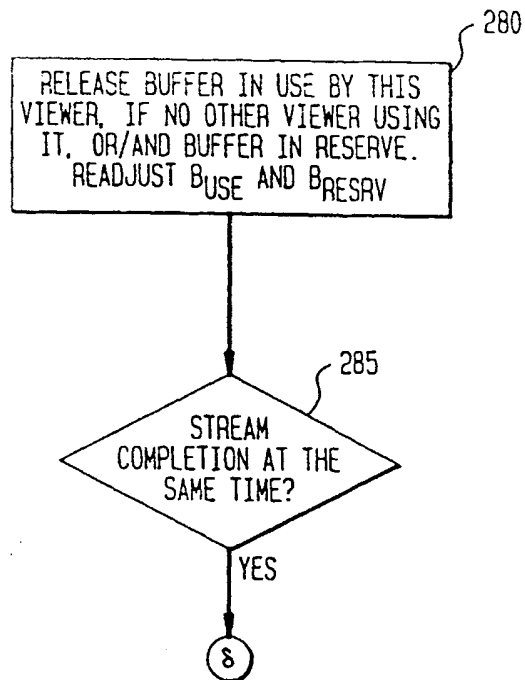 280
RELEASE BUFFER IN USE BY THIS
VIEWER, IF NO OTHER VIEWER USING
IT, OR/AND BUFFER IN RESERVE.
READJUST BUSE AND BRESRV
285
STREAM
COMPLETION AT THE
SAME TIME?
YES
δ